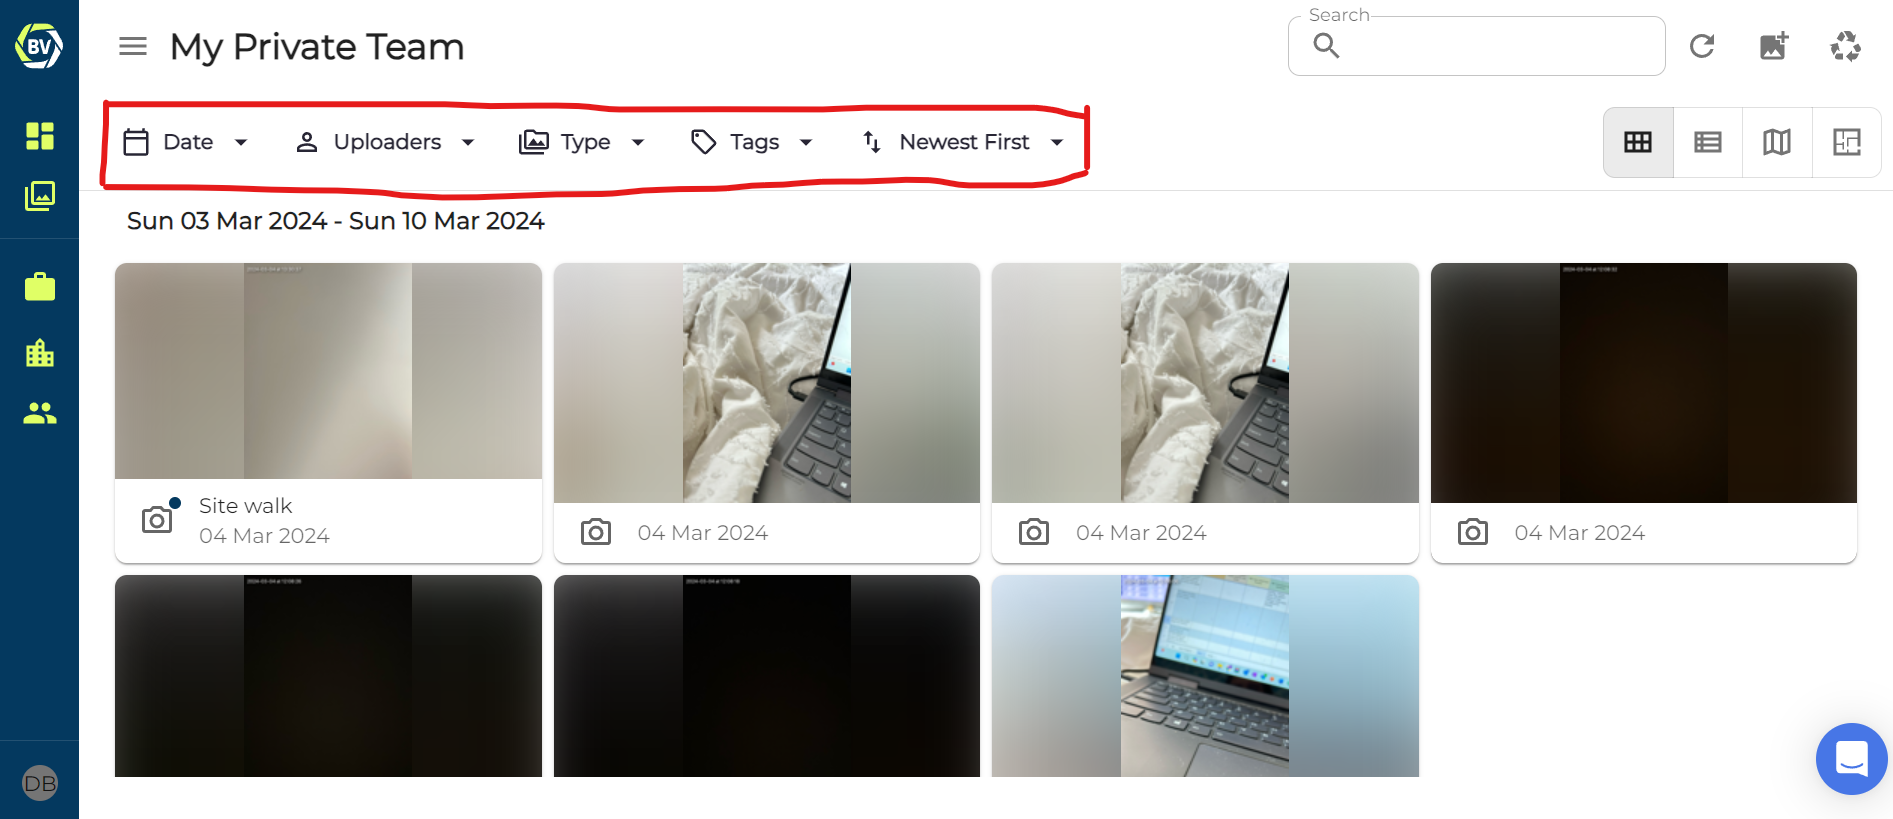 BV
My Private Team
Search
Date
Uploaders
Type
Tags
Newest First
Sun 03 Mar 2024 - Sun 10 Mar 2024
Site walk
04 Mar 2024
04 Mar 2024
04 Mar 2024
04 Mar 2024
DB